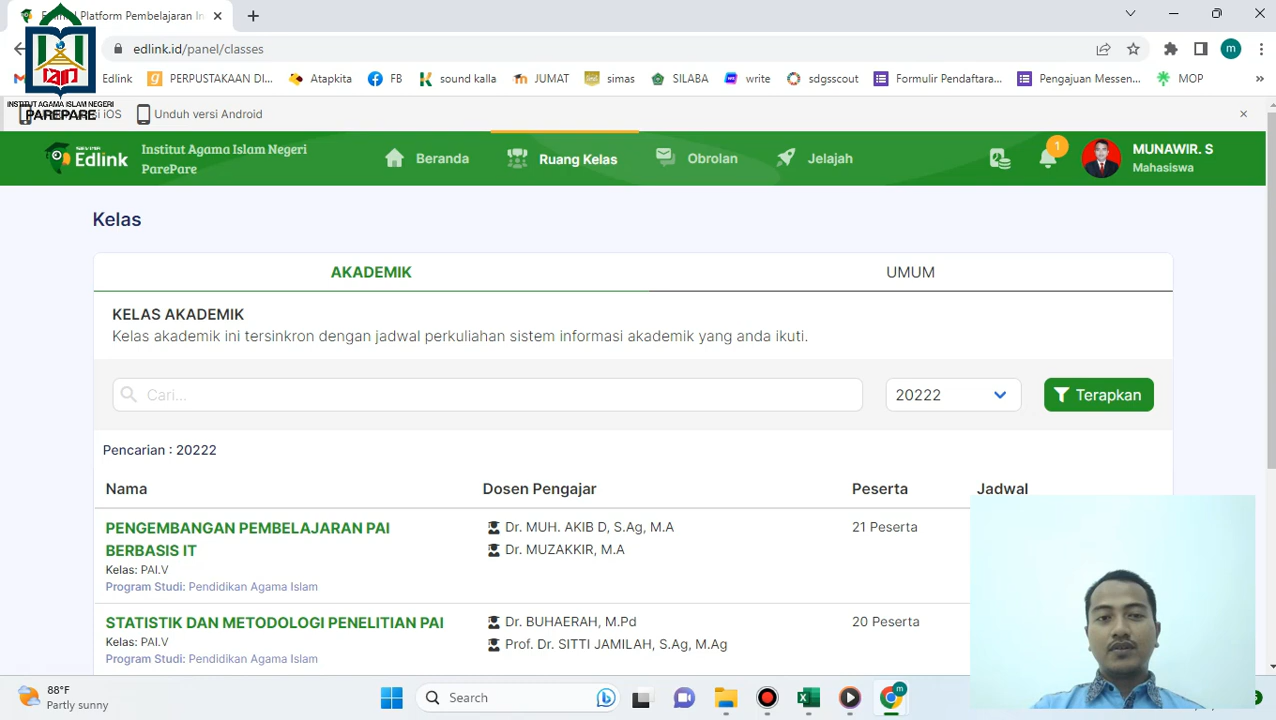 Platform Pembelajaran In
edlink.id/panel/classes
m
Edlink
PERPUSTAKAAN DI...
Atapkita
FB
sound kalla
JUMAT
simas
SILABA
write
sdgsscout
Formulir Pendaftara...
Pengajuan Messen...
MOP
»
iain
INSTITUT AGAMA ISLAM NEGERI
PAREPARE
si iOS
Unduh versi Android
Edlink
Institut Agama Islam Negeri
ParePare
Beranda
Ruang Kelas
Obrolan
Jelajah
1
MUNAWIR. S
Mahasiswa
Kelas
AKADEMIK
UMUM
KELAS AKADEMIK
Kelas akademik ini tersinkron dengan jadwal perkuliahan sistem informasi akademik yang anda ikuti.
Cari...
20222
Terapkan
Pencarian : 20222
Nama
Dosen Pengajar
Peserta
Jadwal
PENGEMBANGAN PEMBELAJARAN PAI
BERBASIS IT
Kelas: PAI.V
Program Studi: Pendidikan Agama Islam
Dr. MUH. AKIB D, S.Ag, M.A
Dr. MUZAKKIR, M.A
21 Peserta
STATISTIK DAN METODOLOGI PENELITIAN PAI
Kelas: PAI.V
Program Studi: Pendidikan Agama Islam
Dr. BUHAERAH, M.Pd
Prof. Dr. SITTI JAMILAH, S.Ag, M.Ag
20 Peserta
88°F
Partly sunny
Search